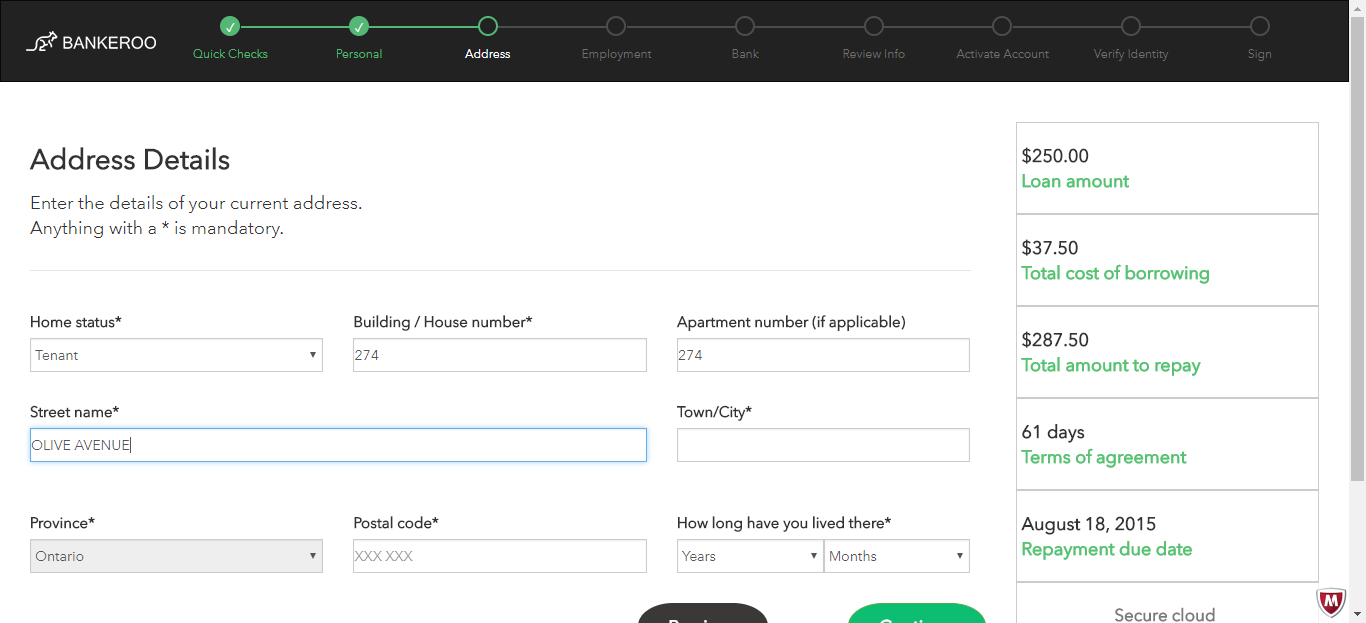 BANKEROO
Quick Checks
Personal
Address
Employment
Bank
Review Info
Activate Account
Verify Identity
Sign
Address Details
Enter the details of your current address.
Anything with a * is mandatory.
Home status*
Building / House number*
Apartment number (if applicable)
Tenant
274
274
Street name*
Town/City*
OLIVE AVENUE
Province*
Postal code*
How long have you lived there*
Ontario
XXX XXX
Years
Months
$250.00
Loan amount
$37.50
Total cost of borrowing
$287.50
Total amount to repay
61 days
Terms of agreement
August 18, 2015
Repayment due date
Secure cloud